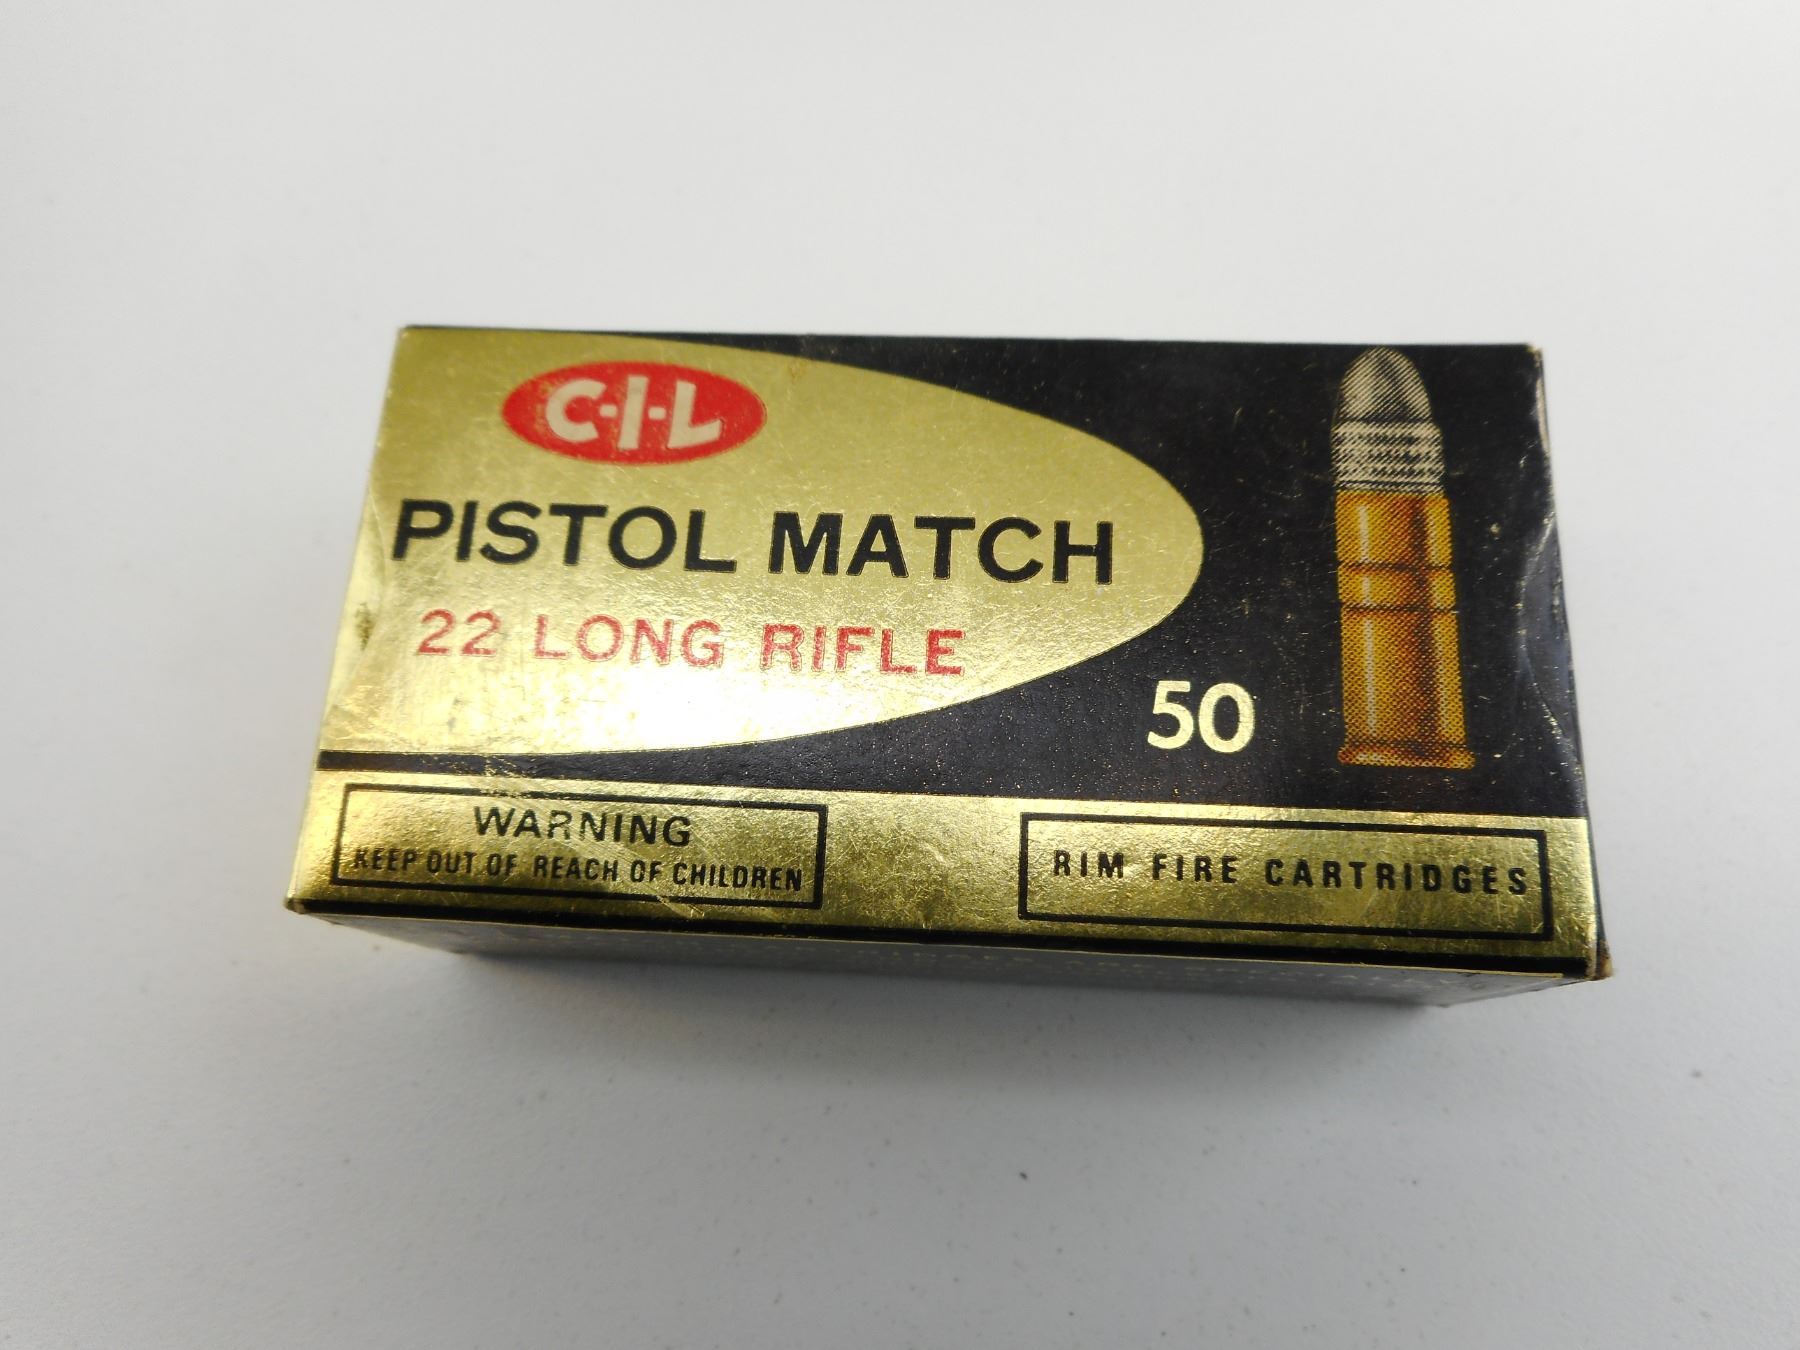 C-I-L
PISTOL MATCH
22 LONG RIFLE
50
WARNING
KEEP OUT OF REACH OF CHILDREN
RIM FIRE CARTRIDGES